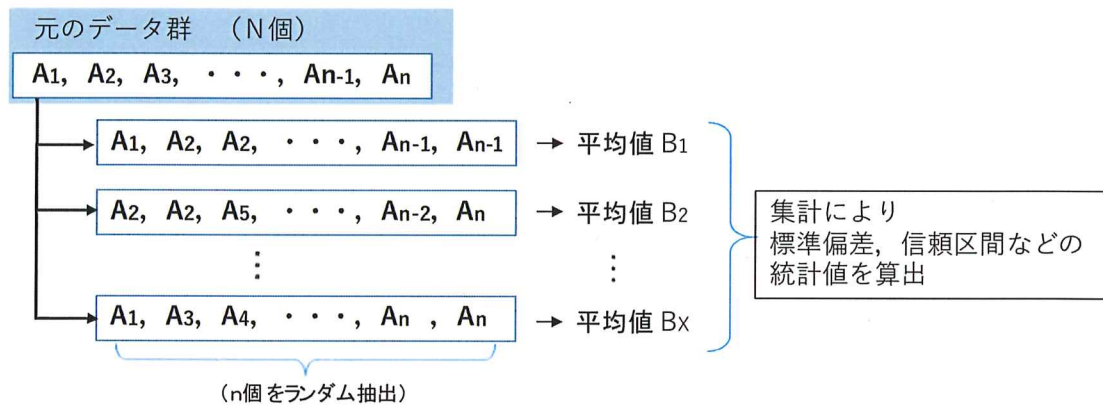 元のデータ群 (N個)
A1, A2, A3, ・・・, An-1, An
A1, A2, A2, ・・・, An-1, An-1 → 平均値 B1
A2, A2, A5, ・・・, An-2, An → 平均値 B2
⋮ ⋮
A1, A3, A4, ・・・, An , An → 平均値 BX
(n個をランダム抽出)
集計により
標準偏差，信頼区間などの
統計値を算出